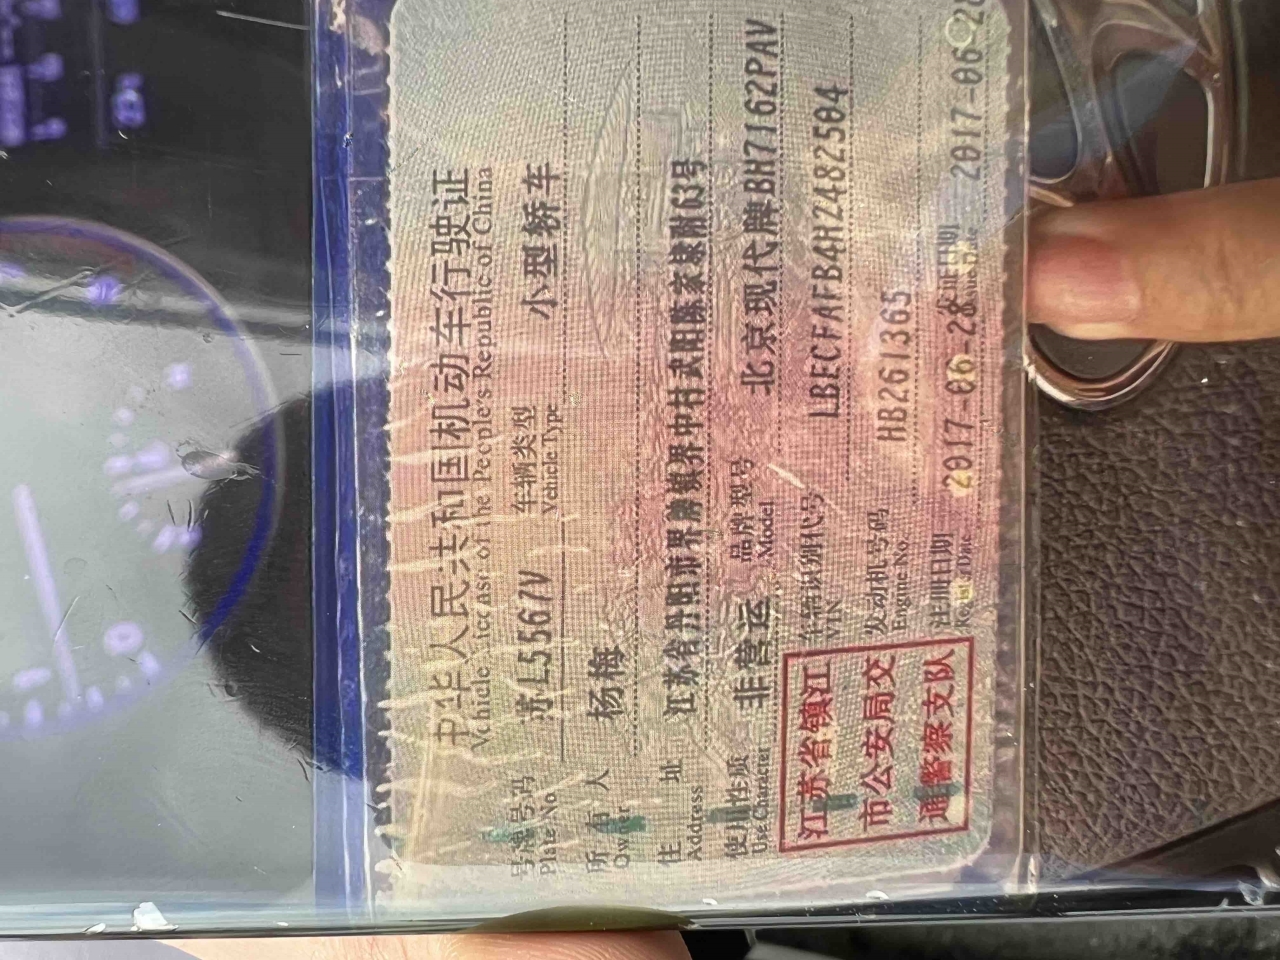 中华人民共和国机动车行驶证
Vehicle License of the People's Republic of China
号牌号码 苏L5567V 车辆类型 小型轿车
Plate No. Vehicle Type
所有人 杨梅
Owner
住址 江苏省丹阳市界牌镇界中村武阳陈家隶附63号
Address
使用性质 非营运 品牌型号 北京现代牌BH7162PAV
Use Character Model
车辆识别代号 LBECFAFB4H2482504
VIN
发动机号码 HB261365
Engine No.
注册日期 2017-06-28 发证日期 2017-06-28
Register Date Issue Date
江苏省镇江
市公安局交
通警察支队